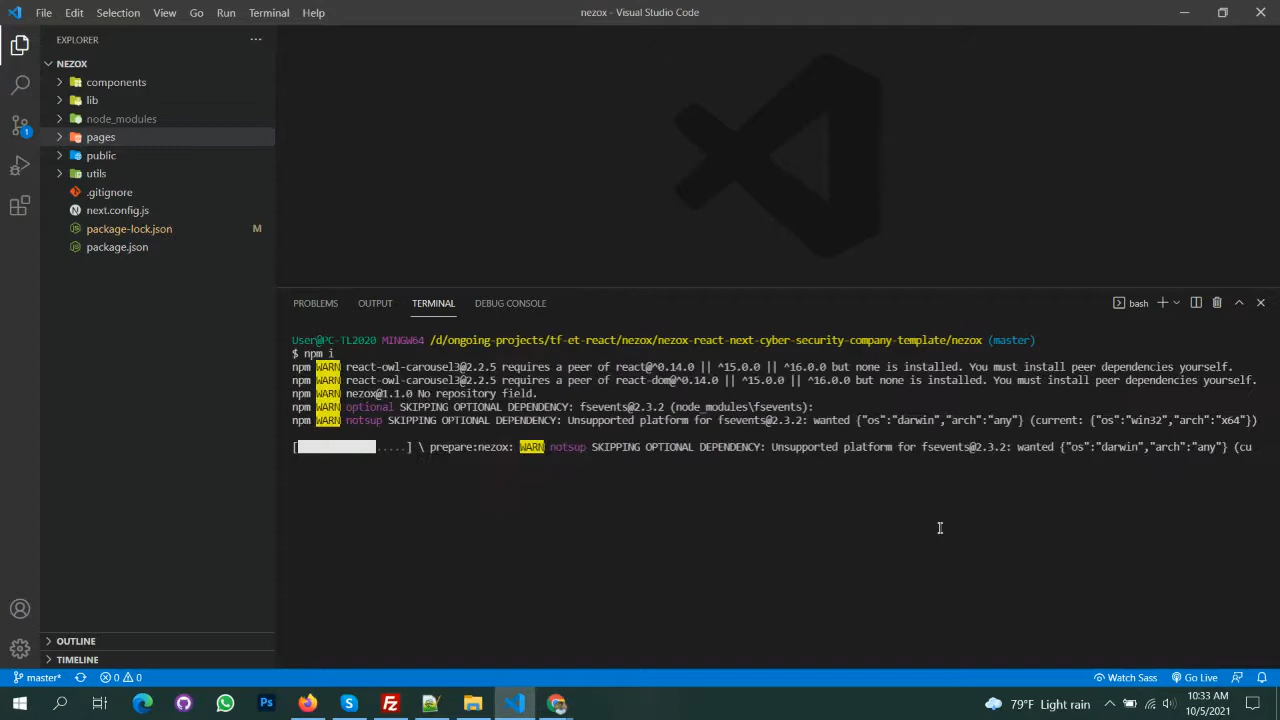 File Edit Selection View Go Run Terminal Help
nezox - Visual Studio Code
EXPLORER
NEZOX
components
lib
node_modules
pages
public
utils
.gitignore
next.config.js
package-lock.json M
package.json
OUTLINE
TIMELINE
1
PROBLEMS OUTPUT TERMINAL DEBUG CONSOLE
bash
User@PC-TL2020 MINGW64 /d/ongoing-projects/tf-et-react/nezox/nezox-react-next-cyber-security-company-template/nezox (master)
$ npm i
npm WARN react-owl-carousel3@2.2.5 requires a peer of react@^0.14.0 || ^15.0.0 || ^16.0.0 but none is installed. You must install peer dependencies yourself.
npm WARN react-owl-carousel3@2.2.5 requires a peer of react-dom@^0.14.0 || ^15.0.0 || ^16.0.0 but none is installed. You must install peer dependencies yourself.
npm WARN nezox@1.1.0 No repository field.
npm WARN optional SKIPPING OPTIONAL DEPENDENCY: fsevents@2.3.2 (node_modules\fsevents):
npm WARN notsup SKIPPING OPTIONAL DEPENDENCY: Unsupported platform for fsevents@2.3.2: wanted {"os":"darwin","arch":"any"} (current: {"os":"win32","arch":"x64"})
[ .....] \ prepare:nezox: WARN notsup SKIPPING OPTIONAL DEPENDENCY: Unsupported platform for fsevents@2.3.2: wanted {"os":"darwin","arch":"any"} (cu
master* 0 0
Watch Sass Go Live
79°F Light rain
10:33 AM
10/5/2021